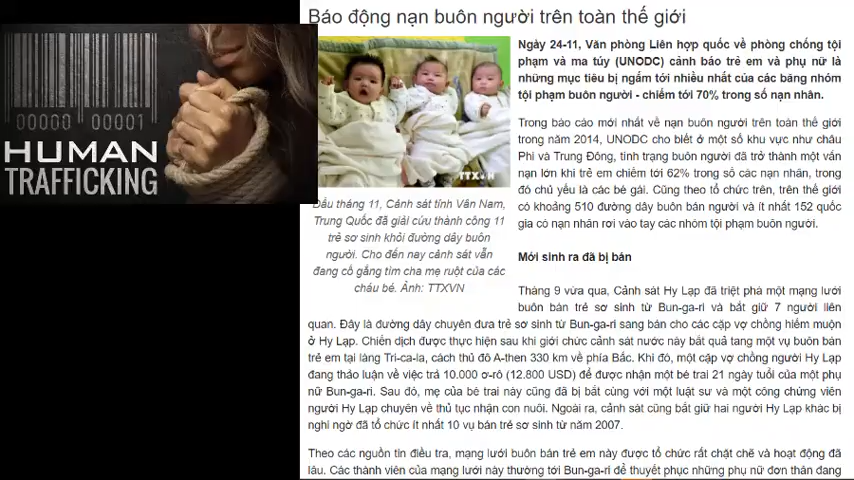 00000 00001
HUMAN
TRAFFICKING
Báo động nạn buôn người trên toàn thế giới
TTXVN
Đầu tháng 11, Cảnh sát tỉnh Vân Nam,
Trung Quốc đã giải cứu thành công 11
trẻ sơ sinh khỏi đường dây buôn
người. Cho đến nay cảnh sát vẫn
đang cố gắng tìm cha mẹ ruột của các
cháu bé. Ảnh: TTXVN
Ngày 24-11, Văn phòng Liên hợp quốc về phòng chống tội
phạm và ma túy (UNODC) cảnh báo trẻ em và phụ nữ là
những mục tiêu bị ngắm tới nhiều nhất của các băng nhóm
tội phạm buôn người - chiếm tới 70% trong số nạn nhân.
Trong báo cáo mới nhất về nạn buôn người trên toàn thế giới
trong năm 2014, UNODC cho biết ở một số khu vực như châu
Phi và Trung Đông, tình trạng buôn người đã trở thành một vấn
nạn lớn khi trẻ em chiếm tới 62% trong số các nạn nhân, trong
đó chủ yếu là các bé gái. Cũng theo tổ chức trên, trên thế giới
có khoảng 510 đường dây buôn bán người và ít nhất 152 quốc
gia có nạn nhân rơi vào tay các nhóm tội phạm buôn người.
Mới sinh ra đã bị bán
Tháng 9 vừa qua, Cảnh sát Hy Lạp đã triệt phá một mạng lưới
buôn bán trẻ sơ sinh từ Bun-ga-ri và bắt giữ 7 người liên
quan. Đây là đường dây chuyên đưa trẻ sơ sinh từ Bun-ga-ri sang bán cho các cặp vợ chồng hiếm muộn
ở Hy Lạp. Chiến dịch được thực hiện sau khi giới chức cảnh sát nước này bắt quả tang một vụ buôn bán
trẻ em tại làng Tri-ca-la, cách thủ đô A-then 330 km về phía Bắc. Khi đó, một cặp vợ chồng người Hy Lạp
đang thảo luận về việc trả 10.000 ơ-rô (12.800 USD) để được nhận một bé trai 21 ngày tuổi của một phụ
nữ Bun-ga-ri. Sau đó, mẹ của bé trai này cũng đã bị bắt cùng với một luật sư và một công chứng viên
người Hy Lạp chuyên về thủ tục nhận con nuôi. Ngoài ra, cảnh sát cũng bắt giữ hai người Hy Lạp khác bị
nghi ngờ đã tổ chức ít nhất 10 vụ bán trẻ sơ sinh từ năm 2007.
Theo các nguồn tin điều tra, mạng lưới buôn bán trẻ em này được tổ chức rất chặt chẽ và hoạt động đã
lâu. Các thành viên của mạng lưới này thường tới Bun-ga-ri để thuyết phục những phụ nữ đơn thân đang